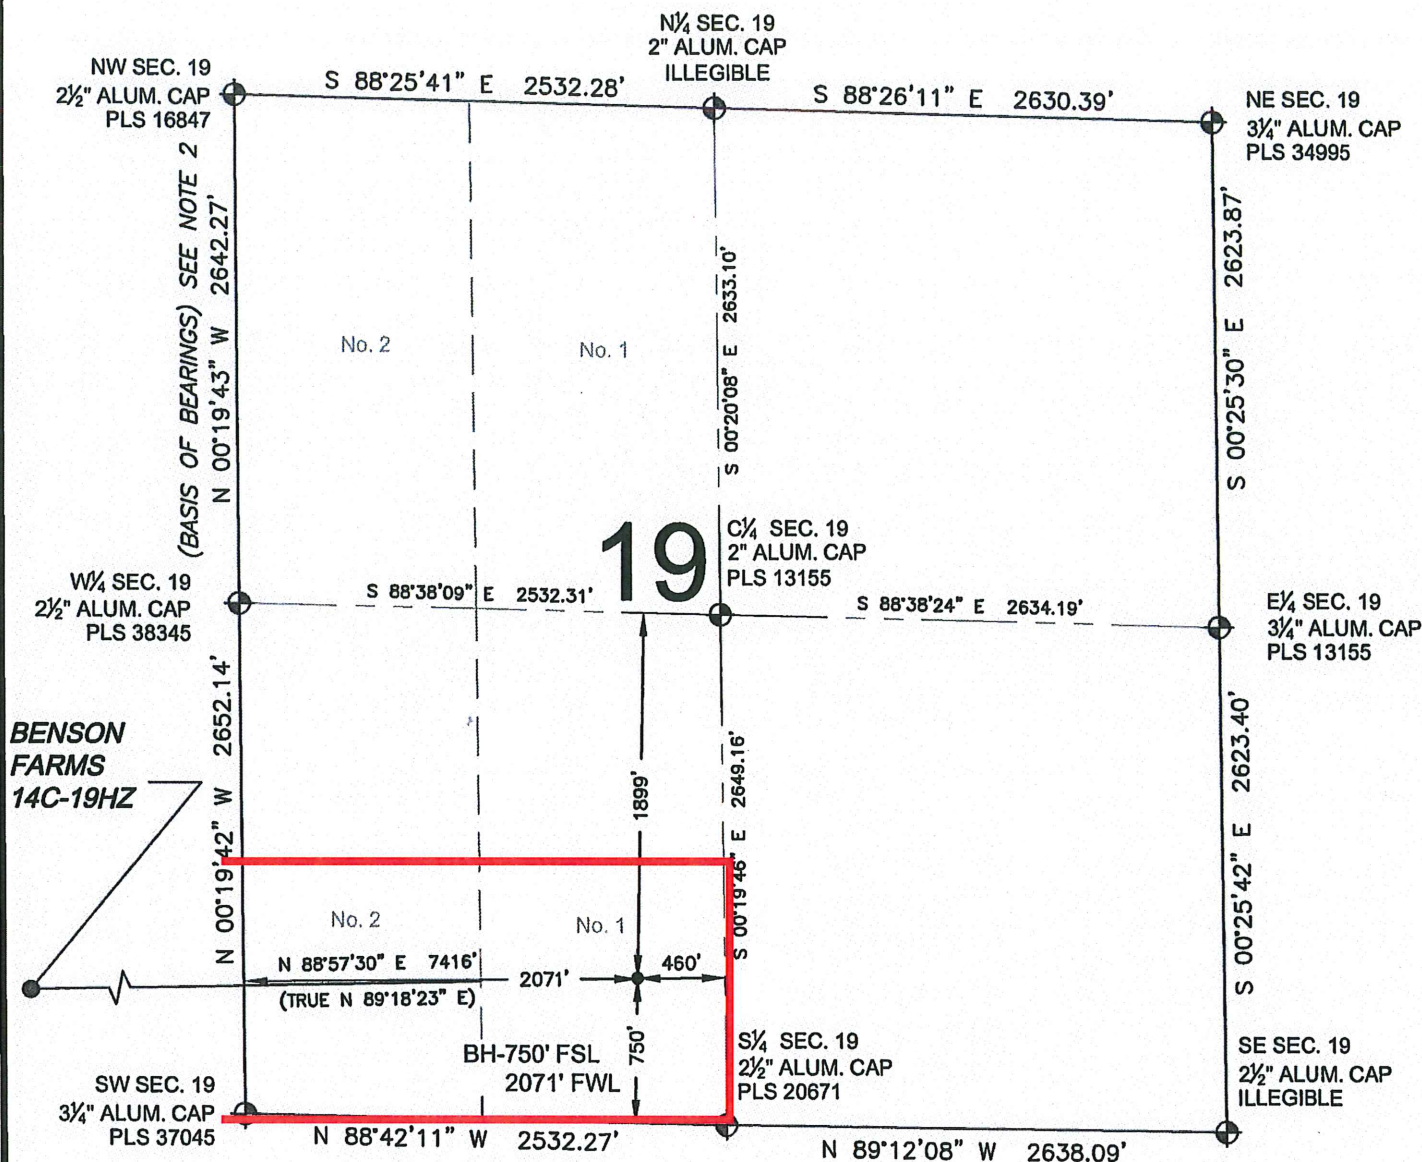 N¼ SEC. 19
2" ALUM. CAP
ILLEGIBLE
NW SEC. 19
2½" ALUM. CAP
PLS 16847
S 88°25'41" E 2532.28'
S 88°26'11" E 2630.39'
NE SEC. 19
3¼" ALUM. CAP
PLS 34995
(BASIS OF BEARINGS) SEE NOTE 2
N 00°19'43" W 2642.27'
S 00°20'08" E 2633.10'
S 00°25'30" E 2623.87'
No. 2
No. 1
19
C¼ SEC. 19
2" ALUM. CAP
PLS 13155
W¼ SEC. 19
2½" ALUM. CAP
PLS 38345
S 88°38'09" E 2532.31'
S 88°38'24" E 2634.19'
E¼ SEC. 19
3¼" ALUM. CAP
PLS 13155
BENSON
FARMS
14C-19HZ
N 00°19'42" W 2652.14'
1899'
S 00°19'46" E 2649.16'
S 00°25'42" E 2623.40'
No. 2
No. 1
N 88°57'30" E 7416'
(TRUE N 89°18'23" E)
2071'
460'
750'
BH-750' FSL
2071' FWL
S¼ SEC. 19
2½" ALUM. CAP
PLS 20671
SE SEC. 19
2½" ALUM. CAP
ILLEGIBLE
SW SEC. 19
3¼" ALUM. CAP
PLS 37045
N 88°42'11" W 2532.27'
N 89°12'08" W 2638.09'